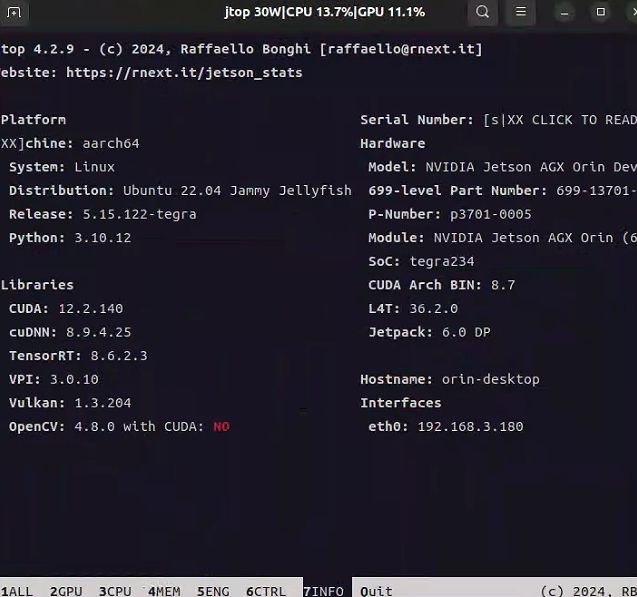 jtop 30W|CPU 13.7%|GPU 11.1%
top 4.2.9 - (c) 2024, Raffaello Bonghi [raffaello@rnext.it]
ebsite: https://rnext.it/jetson_stats
Platform
XX]chine: aarch64
System: Linux
Distribution: Ubuntu 22.04 Jammy Jellyfish
Release: 5.15.122-tegra
Python: 3.10.12
Serial Number: [s|XX CLICK TO READ
Hardware
Model: NVIDIA Jetson AGX Orin Dev
699-level Part Number: 699-13701-
P-Number: p3701-0005
Module: NVIDIA Jetson AGX Orin (6
SoC: tegra234
CUDA Arch BIN: 8.7
L4T: 36.2.0
Jetpack: 6.0 DP
Libraries
CUDA: 12.2.140
cuDNN: 8.9.4.25
TensorRT: 8.6.2.3
VPI: 3.0.10
Vulkan: 1.3.204
OpenCV: 4.8.0 with CUDA: NO
Hostname: orin-desktop
Interfaces
eth0: 192.168.3.180
1ALL 2GPU 3CPU 4MEM 5ENG 6CTRL 7INFO Quit (c) 2024, RB